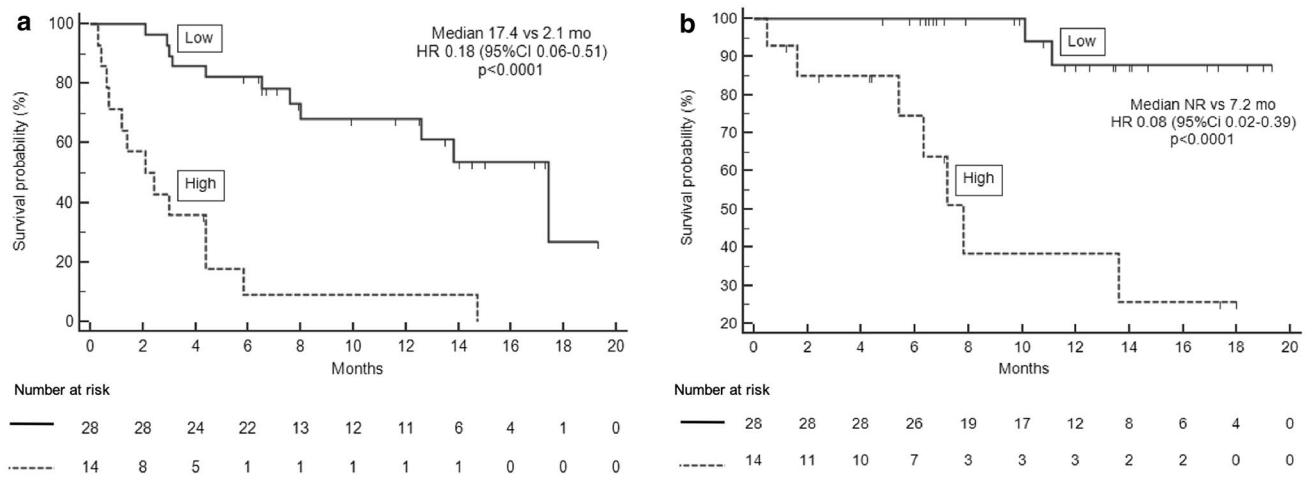 a
Survival probability (%)
100
80
60
40
20
0
Low
High
Median 17.4 vs 2.1 mo
HR 0.18 (95%CI 0.06-0.51)
p<0.0001
0 2 4 6 8 10 12 14 16 18 20
Months
Number at risk
28 28 24 22 13 12 11 6 4 1 0
14 8 5 1 1 1 1 1 0 0 0
b
Survival probability (%)
100
90
80
70
60
50
40
30
20
Low
High
Median NR vs 7.2 mo
HR 0.08 (95%Ci 0.02-0.39)
p<0.0001
0 2 4 6 8 10 12 14 16 18 20
Months
Number at risk
28 28 28 26 19 17 12 8 6 4 0
14 11 10 7 3 3 3 2 2 0 0